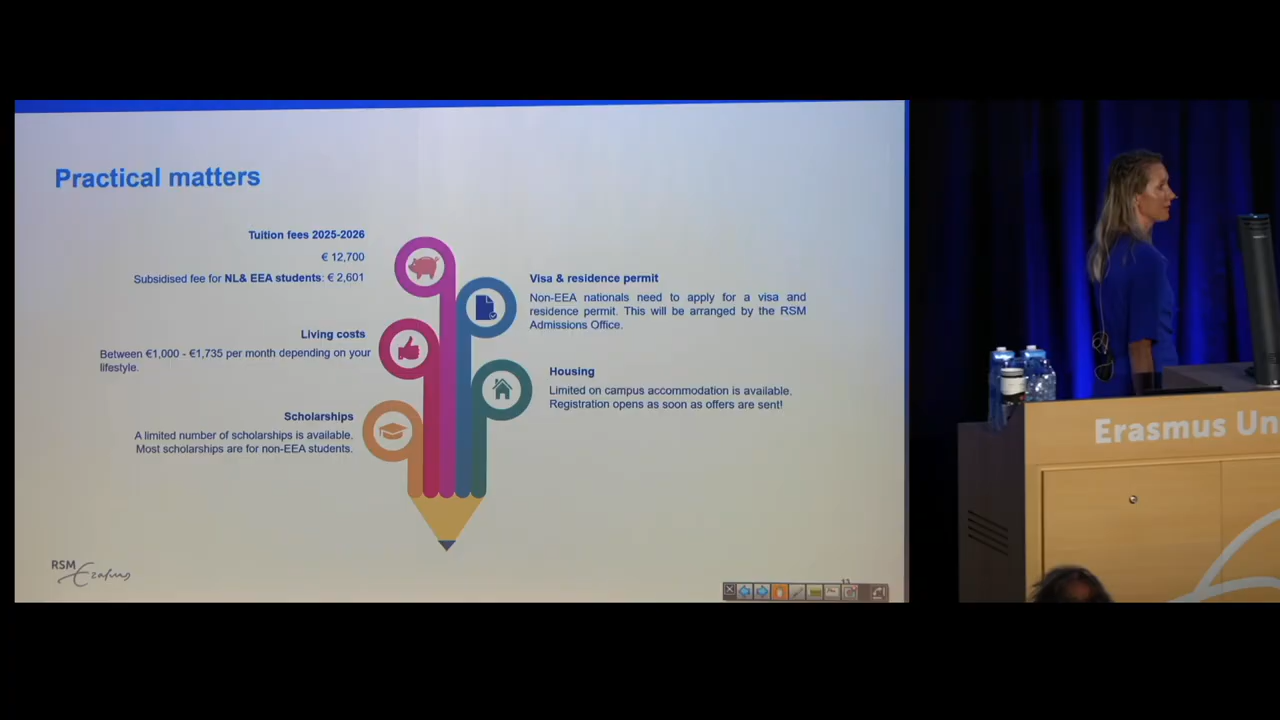 Practical matters
Tuition fees 2025-2026
€ 12,700
Subsidised fee for NL& EEA students: € 2,601
Living costs
Between €1,000 - €1,735 per month depending on your
lifestyle.
Scholarships
A limited number of scholarships is available.
Most scholarships are for non-EEA students.
Visa & residence permit
Non-EEA nationals need to apply for a visa and
residence permit. This will be arranged by the RSM
Admissions Office.
Housing
Limited on campus accommodation is available.
Registration opens as soon as offers are sent!
RSM
Erasmus
Erasmus Un